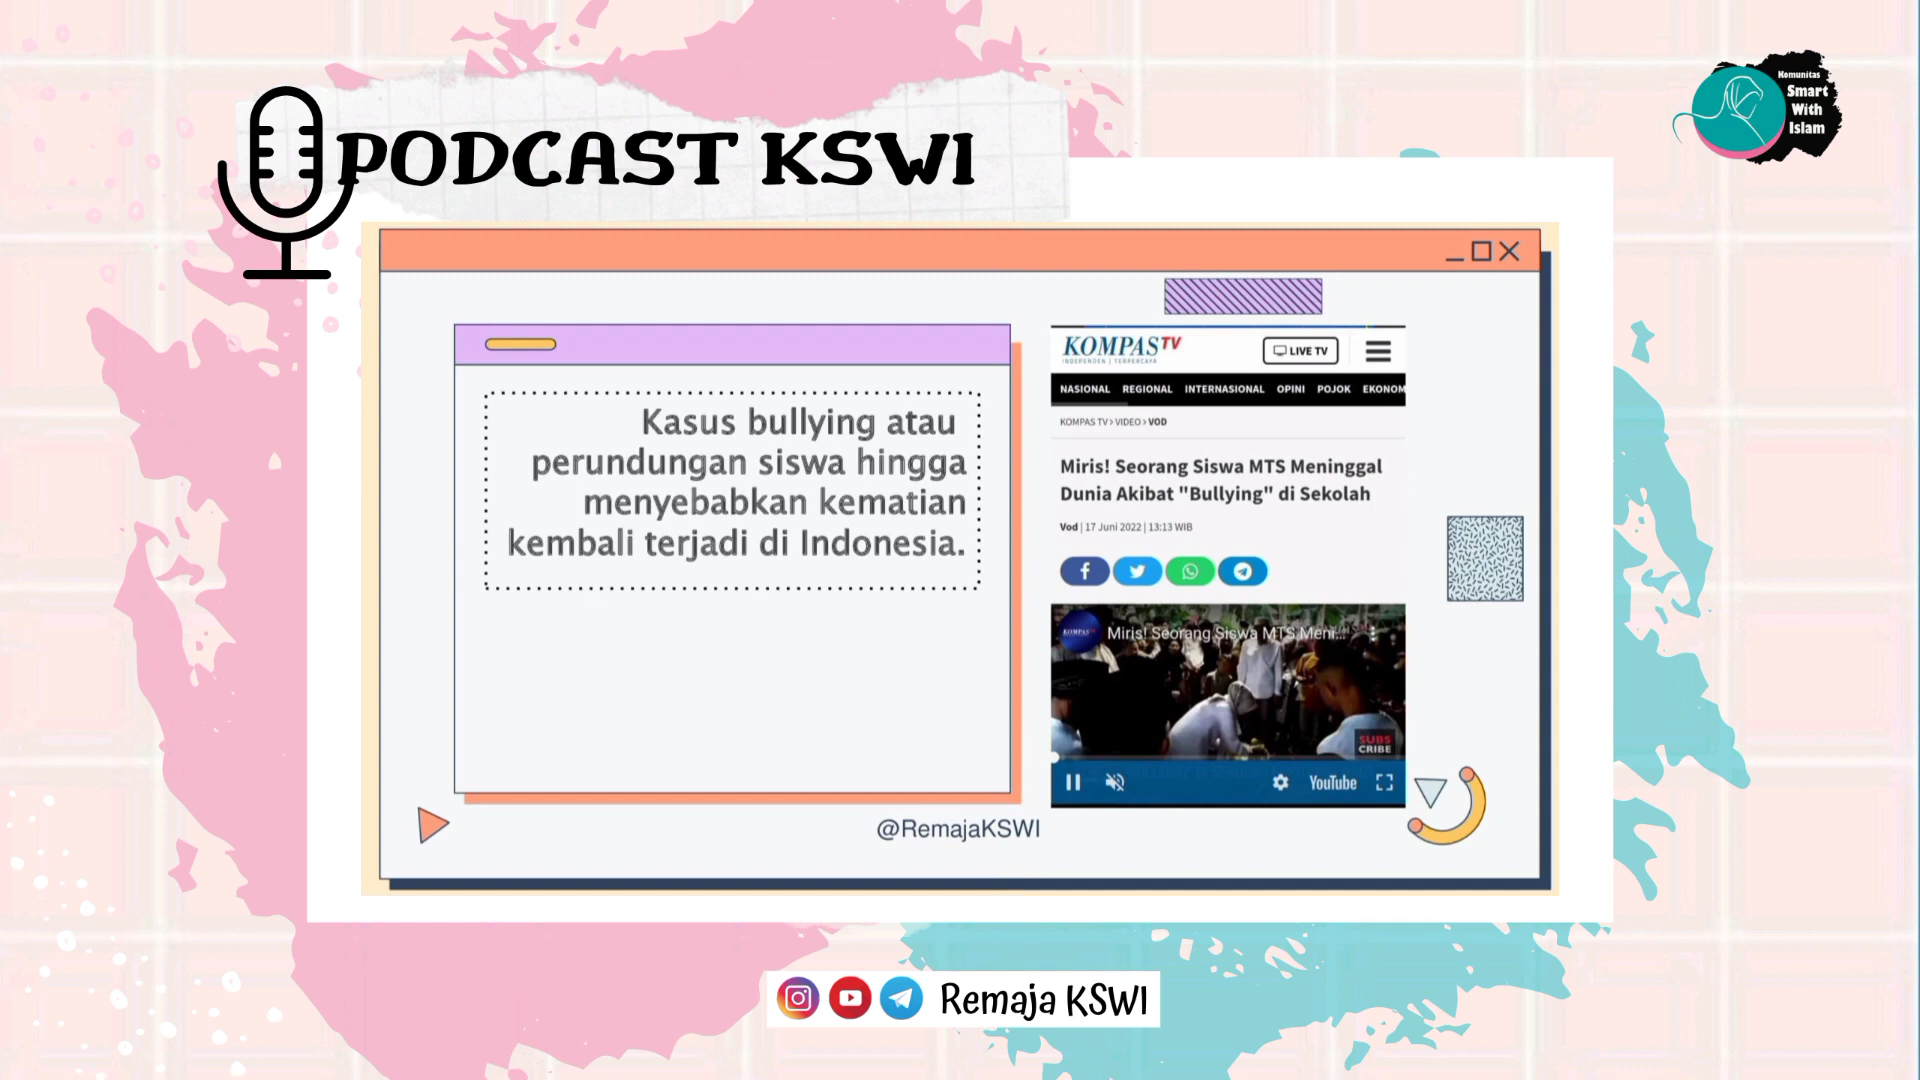 PODCAST KSWI
Komunitas
Smart
With
Islam
Kasus bullying atau
perundungan siswa hingga
menyebabkan kematian
kembali terjadi di Indonesia.
KOMPASTV
INDEPENDEN | TERPERCAYA
LIVE TV
NASIONAL REGIONAL INTERNASIONAL OPINI POJOK EKONOM
KOMPAS TV > VIDEO > VOD
Miris! Seorang Siswa MTS Meninggal
Dunia Akibat "Bullying" di Sekolah
Vod | 17 Juni 2022 | 13:13 WIB
KOMPAS TV
Miris! Seorang Siswa MTS Meni...
SUBS
CRIBE
YouTube
@RemajaKSWI
Remaja KSWI